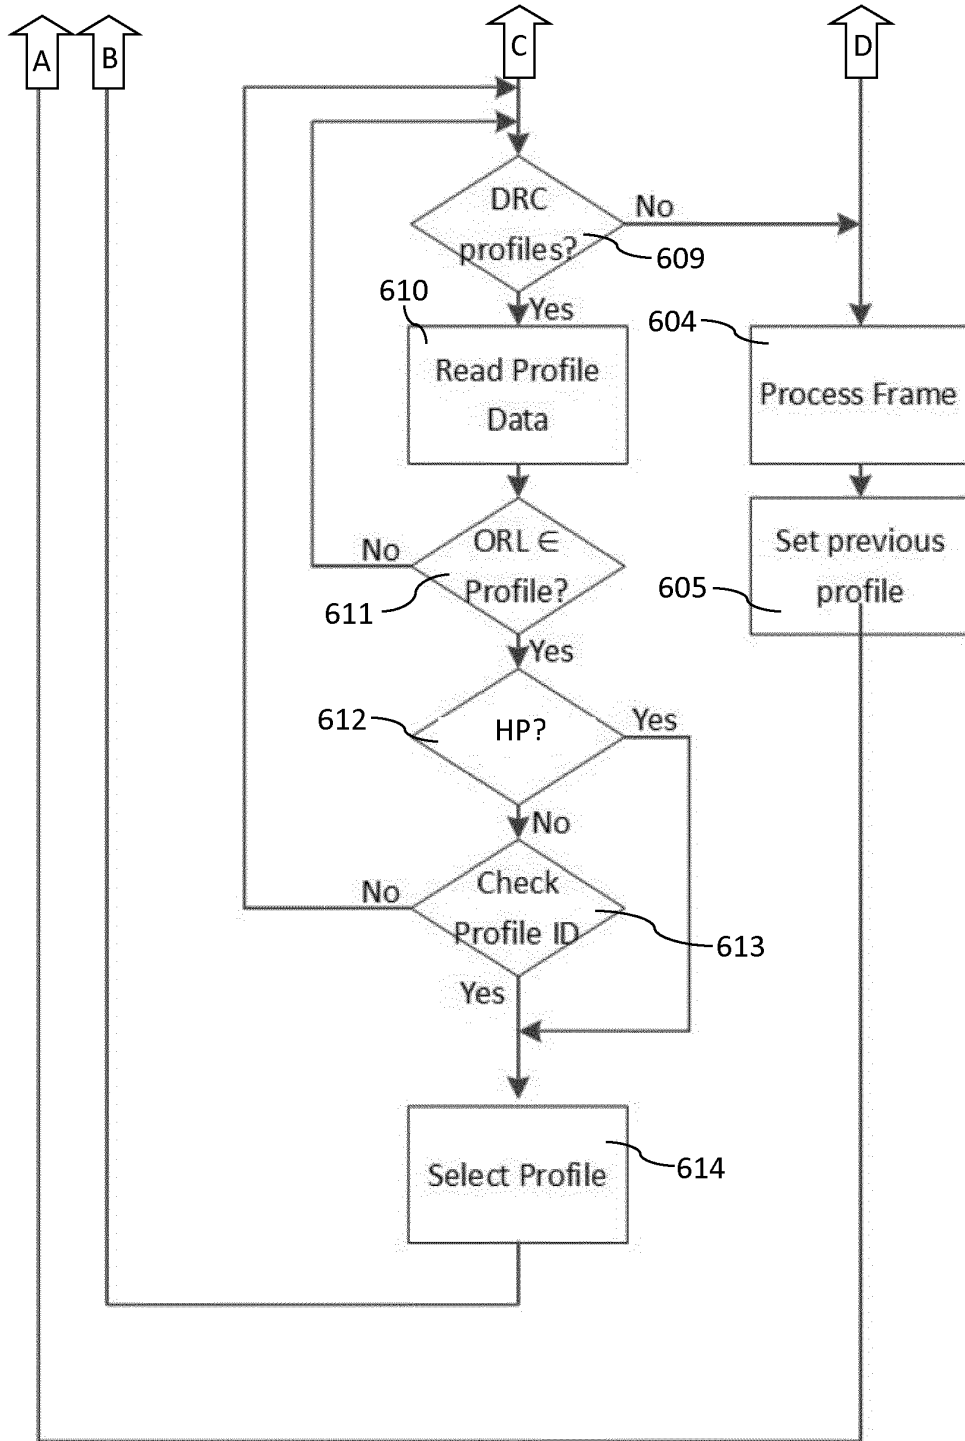 A
B
C
D
DRC
profiles?
No
609
610
Yes
604
Read Profile
Data
Process Frame
No
ORL ∈
Profile?
611
Set previous
profile
605
Yes
612
HP?
Yes
No
No
Check
Profile ID
613
Yes
Select Profile
614